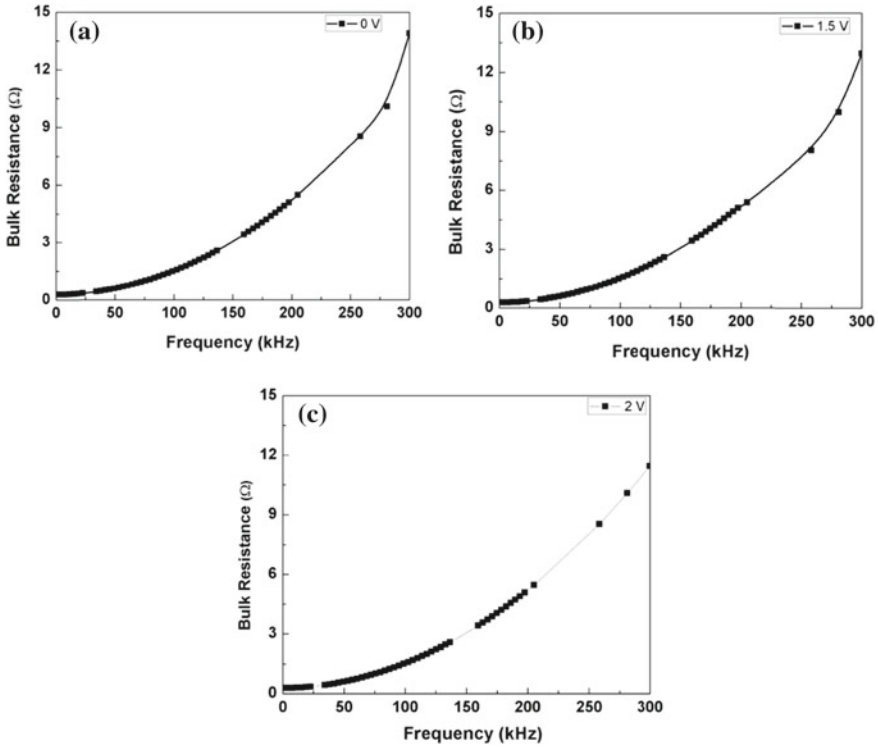 (a)
0 V
Bulk Resistance (Ω)
15
12
9
6
3
0
0 50 100 150 200 250 300
Frequency (kHz)
(b)
1.5 V
Bulk Resistance (Ω)
15
12
9
6
3
0
0 50 100 150 200 250 300
Frequency (kHz)
(c)
2 V
Bulk Resistance (Ω)
15
12
9
6
3
0
0 50 100 150 200 250 300
Frequency (kHz)